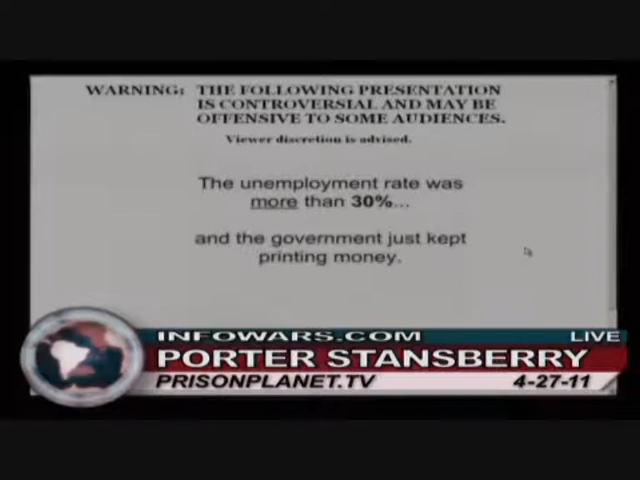 WARNING: THE FOLLOWING PRESENTATION
IS CONTROVERSIAL AND MAY BE
OFFENSIVE TO SOME AUDIENCES.
Viewer discretion is advised.
The unemployment rate was
more than 30%...
and the government just kept
printing money.
INFOWARS.COM LIVE
PORTER STANSBERRY
PRISONPLANET.TV 4-27-11